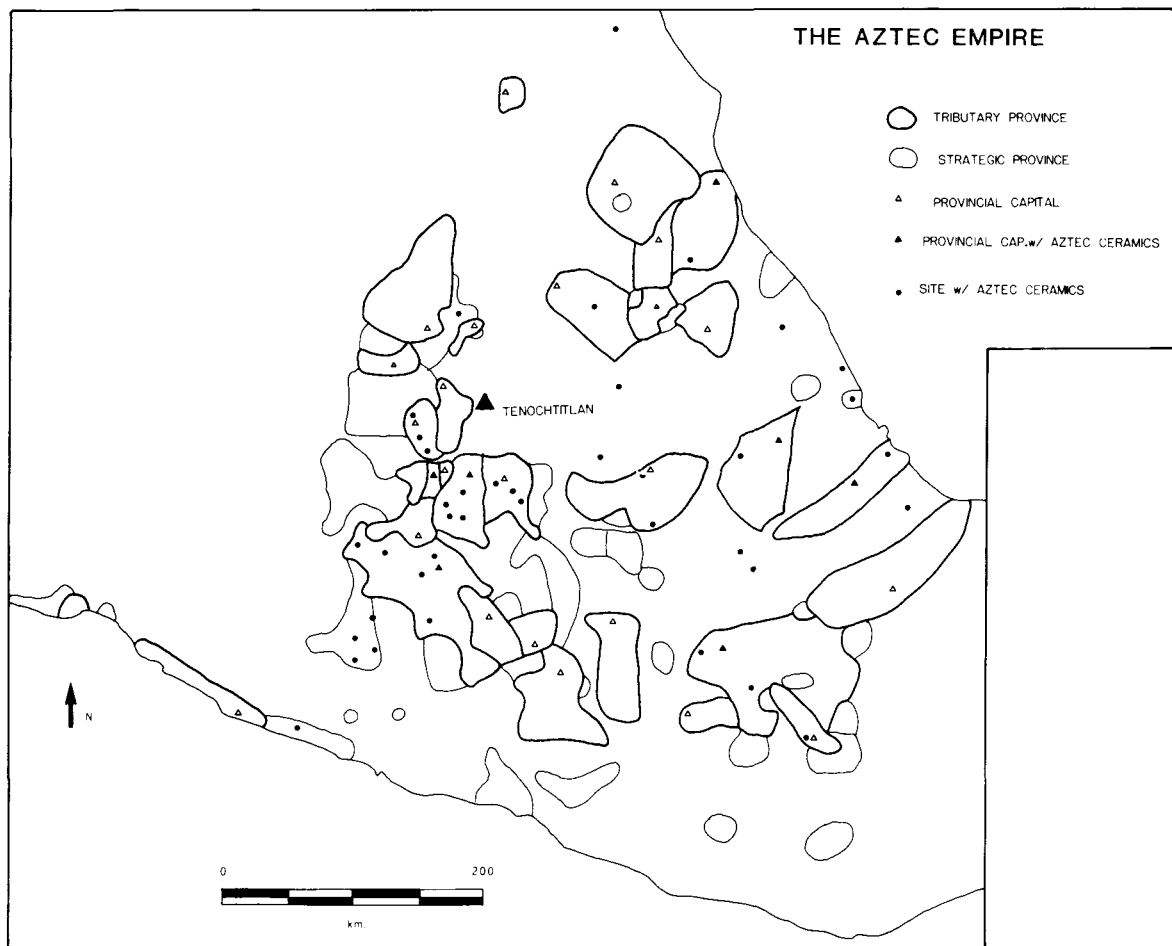 THE AZTEC EMPIRE
TRIBUTARY PROVINCE
STRATEGIC PROVINCE
PROVINCIAL CAPITAL
PROVINCIAL CAP.w/ AZTEC CERAMICS
SITE w/ AZTEC CERAMICS
TENOCHTITLAN
N
0 200
km.